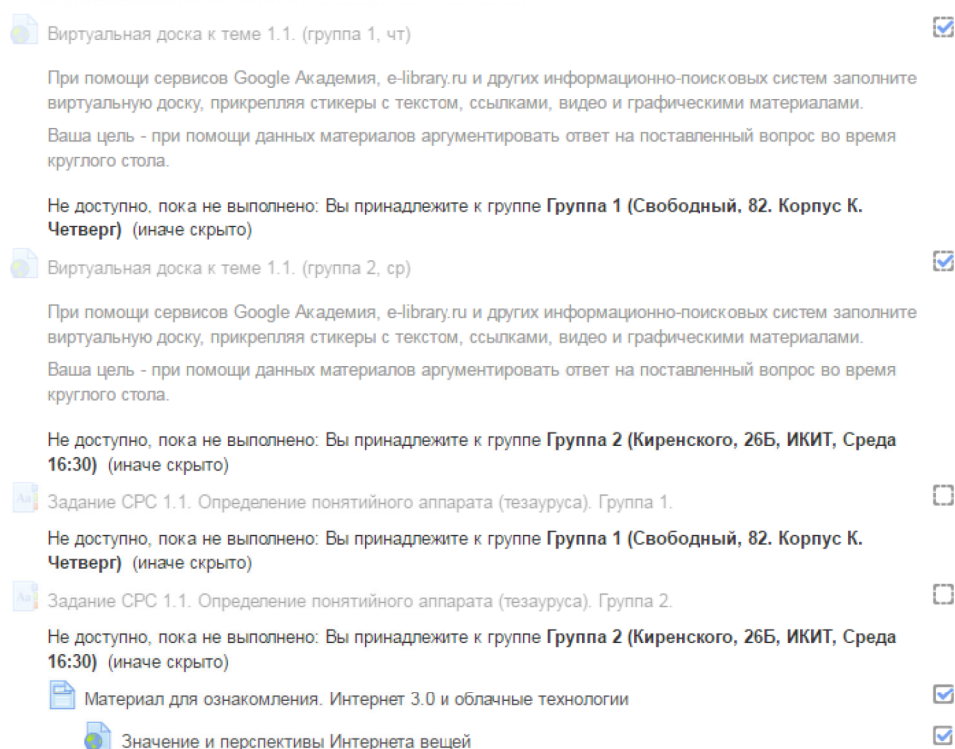 Виртуальная доска к теме 1.1. (группа 1, чт)
При помощи сервисов Google Академия, e-library.ru и других информационно-поисковых систем заполните
виртуальную доску, прикрепляя стикеры с текстом, ссылками, видео и графическими материалами.
Ваша цель - при помощи данных материалов аргументировать ответ на поставленный вопрос во время
круглого стола.
Не доступно, пока не выполнено: Вы принадлежите к группе Группа 1 (Свободный, 82. Корпус К.
Четверг) (иначе скрыто)
Виртуальная доска к теме 1.1. (группа 2, ср)
При помощи сервисов Google Академия, e-library.ru и других информационно-поисковых систем заполните
виртуальную доску, прикрепляя стикеры с текстом, ссылками, видео и графическими материалами.
Ваша цель - при помощи данных материалов аргументировать ответ на поставленный вопрос во время
круглого стола.
Не доступно, пока не выполнено: Вы принадлежите к группе Группа 2 (Киренского, 26Б, ИКИТ, Среда
16:30) (иначе скрыто)
Aa Задание СРС 1.1. Определение понятийного аппарата (тезауруса). Группа 1.
Не доступно, пока не выполнено: Вы принадлежите к группе Группа 1 (Свободный, 82. Корпус К.
Четверг) (иначе скрыто)
Aa Задание СРС 1.1. Определение понятийного аппарата (тезауруса). Группа 2.
Не доступно, пока не выполнено: Вы принадлежите к группе Группа 2 (Киренского, 26Б, ИКИТ, Среда
16:30) (иначе скрыто)
Материал для ознакомления. Интернет 3.0 и облачные технологии
Значение и перспективы Интернета вещей